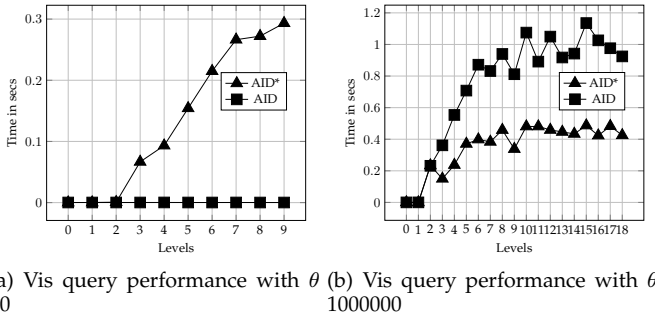 0.3
0.2
0.1
0
Time in secs
AID*
AID
0 1 2 3 4 5 6 7 8 9
Levels
1.2
1
0.8
0.6
0.4
0.2
0
Time in secs
AID*
AID
0 1 2 3 4 5 6 7 8 9 10 11 12 13 14 15 16 17 18
Levels
) Vis query performance with θ
0
(b) Vis query performance with θ
1000000